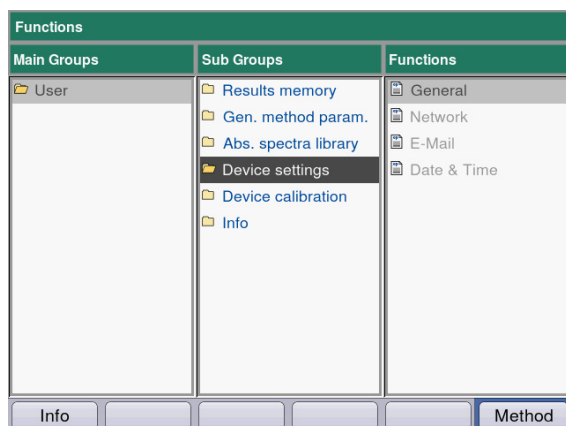 Functions
Main Groups
Sub Groups
Functions
User
Results memory
Gen. method param.
Abs. spectra library
Device settings
Device calibration
Info
General
Network
E-Mail
Date & Time
Info
Method